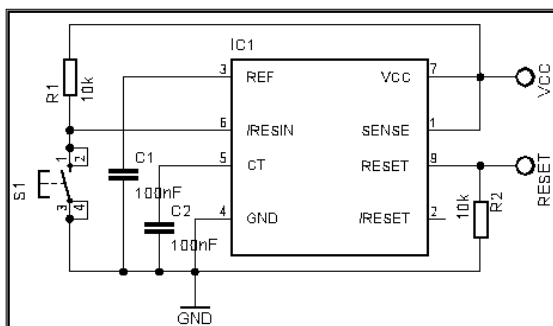 IC1
3 REF
VCC 7
R1
10k
VCC
6 /RESIN
SENSE 1
C1
5 CT
RESET 9
100nF
1 2
S1
3 4
C2
4 GND
/RESET 2
100nF
10k
R2
RESET
GND